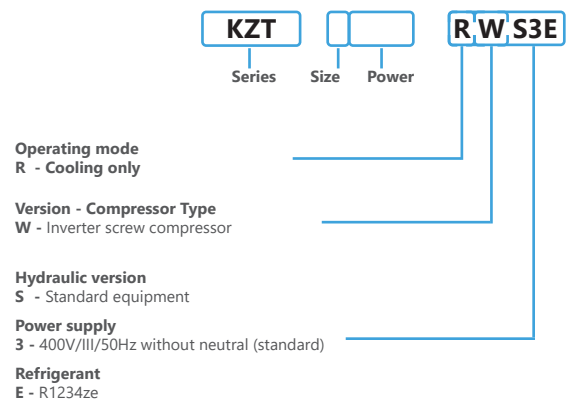 KZT RWS3E
Series Size Power
Operating mode
R - Cooling only
Version - Compressor Type
W - Inverter screw compressor
Hydraulic version
S - Standard equipment
Power supply
3 - 400V/III/50Hz without neutral (standard)
Refrigerant
E - R1234ze